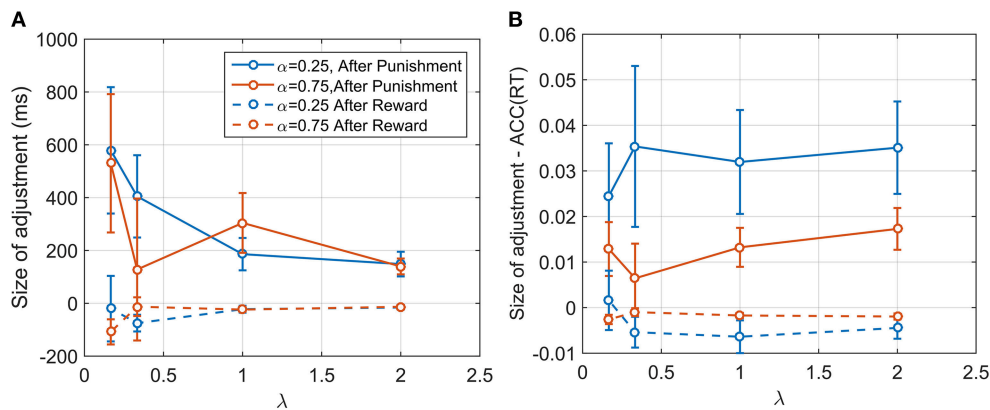 A
Size of adjustment (ms)
1000
800
600
400
200
0
-200
0
0.5
1
1.5
2
2.5
λ
α=0.25, After Punishment
α=0.75,After Punishment
α=0.25 After Reward
α=0.75 After Reward
B
Size of adjustment - ACC(RT)
0.06
0.05
0.04
0.03
0.02
0.01
0
-0.01
0
0.5
1
1.5
2
2.5
λ